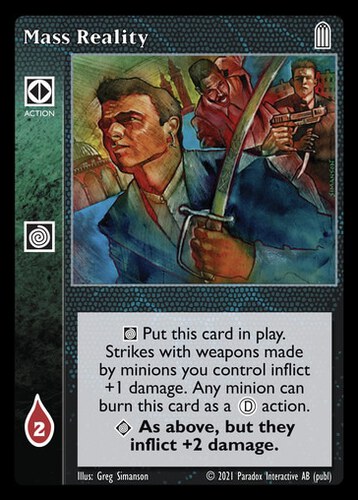 Mass Reality
ACTION
Put this card in play.
Strikes with weapons made
by minions you control inflict
+1 damage. Any minion can
burn this card as a D action.
As above, but they
inflict +2 damage.
2
Illus: Greg Simanson © 2021 Paradox Interactive AB (publ)